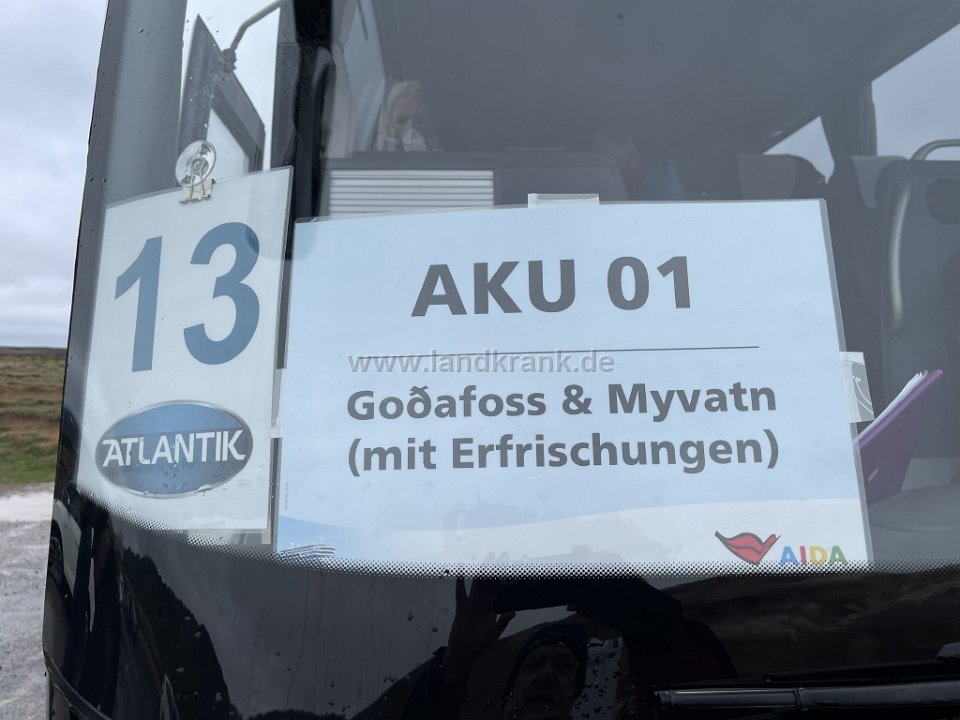 13
ATLANTIK
AKU 01
www.landkrank.de
Goðafoss & Myvatn
(mit Erfrischungen)
AIDA